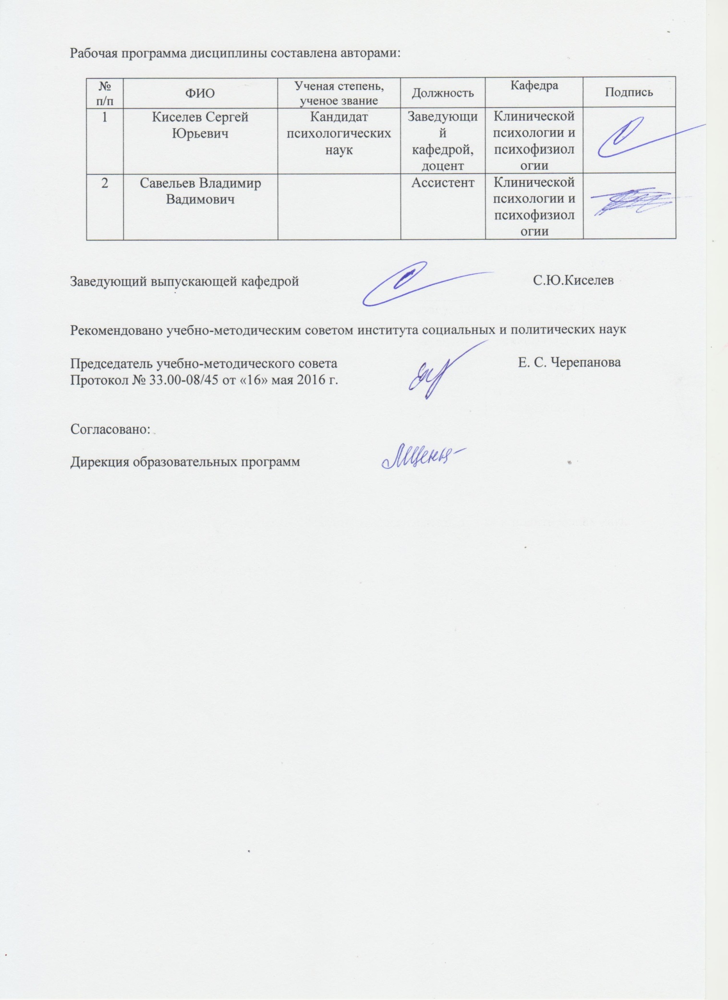 Рабочая программа дисциплины составлена авторами:
№ п/п ФИО Ученая степень, ученое звание Должность Кафедра Подпись
1 Киселев Сергей Юрьевич Кандидат психологических наук Заведующий кафедрой, доцент Клинической психологии и психофизиологии
2 Савельев Владимир Вадимович Ассистент Клинической психологии и психофизиологии
Заведующий выпускающей кафедрой С.Ю.Киселев
Рекомендовано учебно-методическим советом института социальных и политических наук
Председатель учебно-методического совета Е. С. Черепанова
Протокол № 33.00-08/45 от «16» мая 2016 г.
Согласовано:
Дирекция образовательных программ